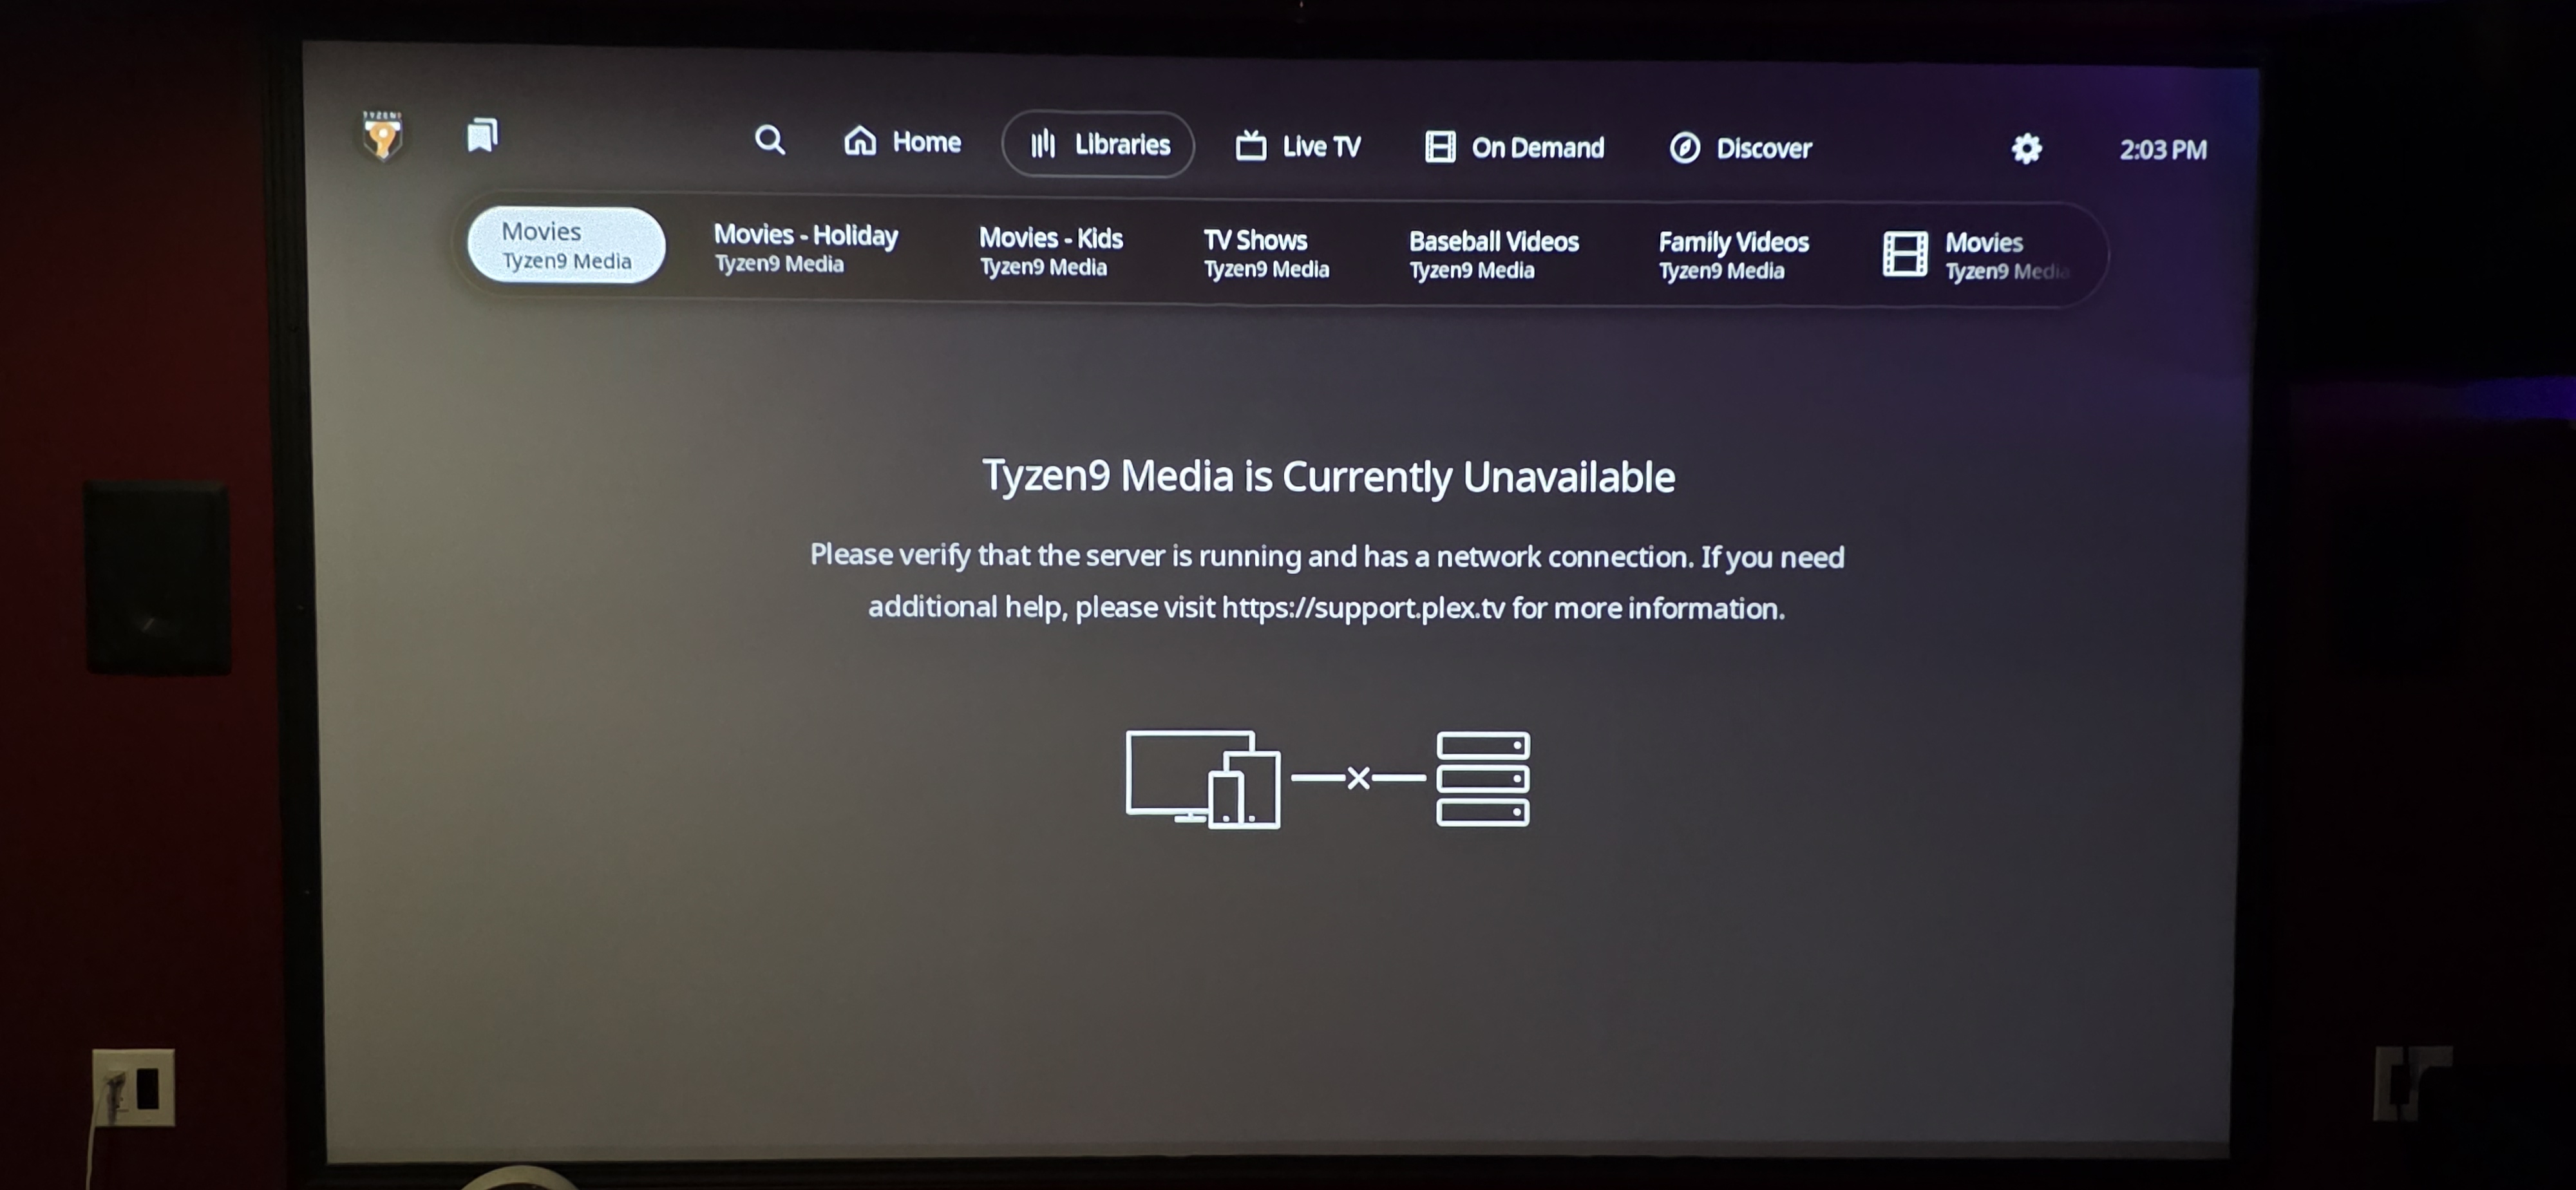 TYZEN9
9
Home
Libraries
Live TV
On Demand
Discover
2:03 PM
Movies
Tyzen9 Media
Movies - Holiday
Tyzen9 Media
Movies - Kids
Tyzen9 Media
TV Shows
Tyzen9 Media
Baseball Videos
Tyzen9 Media
Family Videos
Tyzen9 Media
Movies
Tyzen9 Media
Tyzen9 Media is Currently Unavailable
Please verify that the server is running and has a network connection. If you need
additional help, please visit https://support.plex.tv for more information.